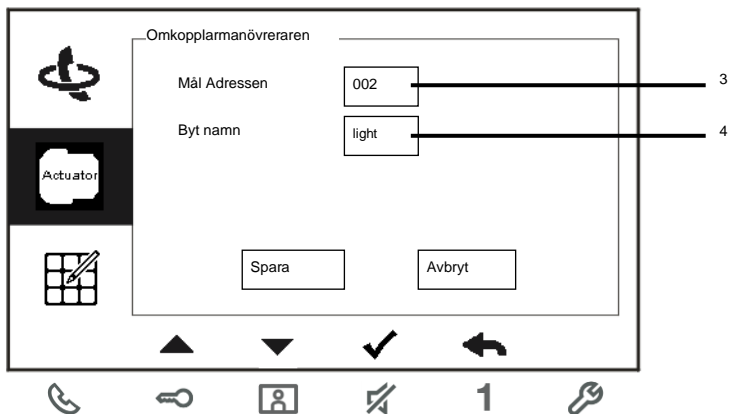 Omkopplarmanövreraren
Mål Adressen 002 3
Byt namn light 4
Actuator
Spara Avbryt
1